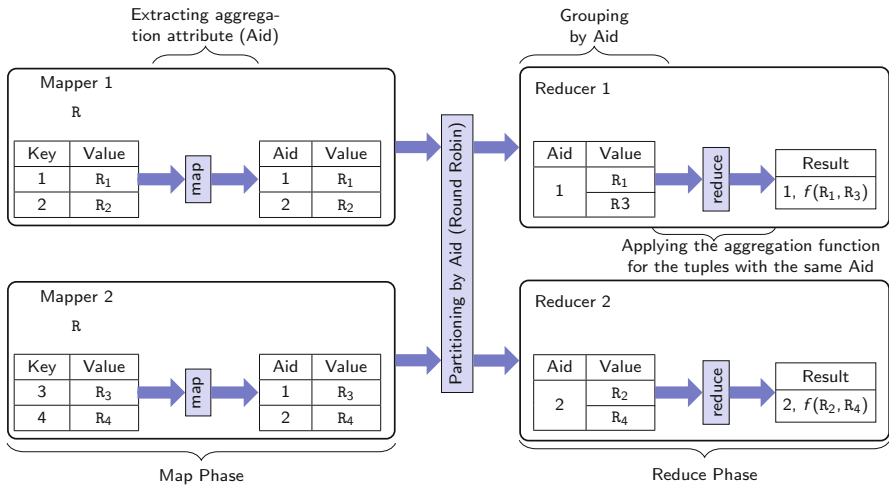 Extracting aggrega-
tion attribute (Aid)
Mapper 1
R
Key Value
1 R₁
2 R₂
map
Aid Value
1 R₁
2 R₂
Mapper 2
R
Key Value
3 R₃
4 R₄
map
Aid Value
1 R₃
2 R₄
Map Phase
Partitioning by Aid (Round Robin)
Grouping
by Aid
Reducer 1
Aid Value
1 R₁
R3
reduce
Result
1, f(R₁, R₃)
Applying the aggregation function
for the tuples with the same Aid
Reducer 2
Aid Value
2 R₂
R₄
reduce
Result
2, f(R₂, R₄)
Reduce Phase